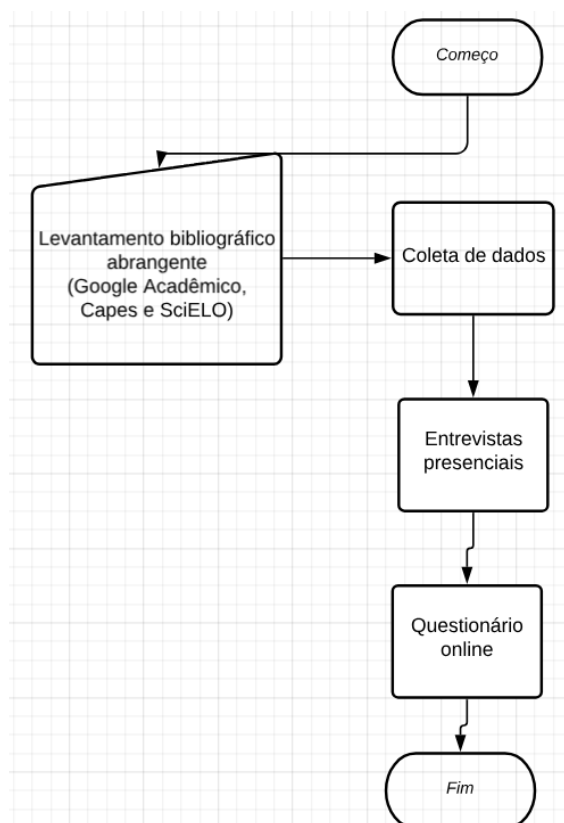 Começo
Levantamento bibliográfico
abrangente
(Google Acadêmico,
Capes e SciELO)
Coleta de dados
Entrevistas
presenciais
Questionário
online
Fim